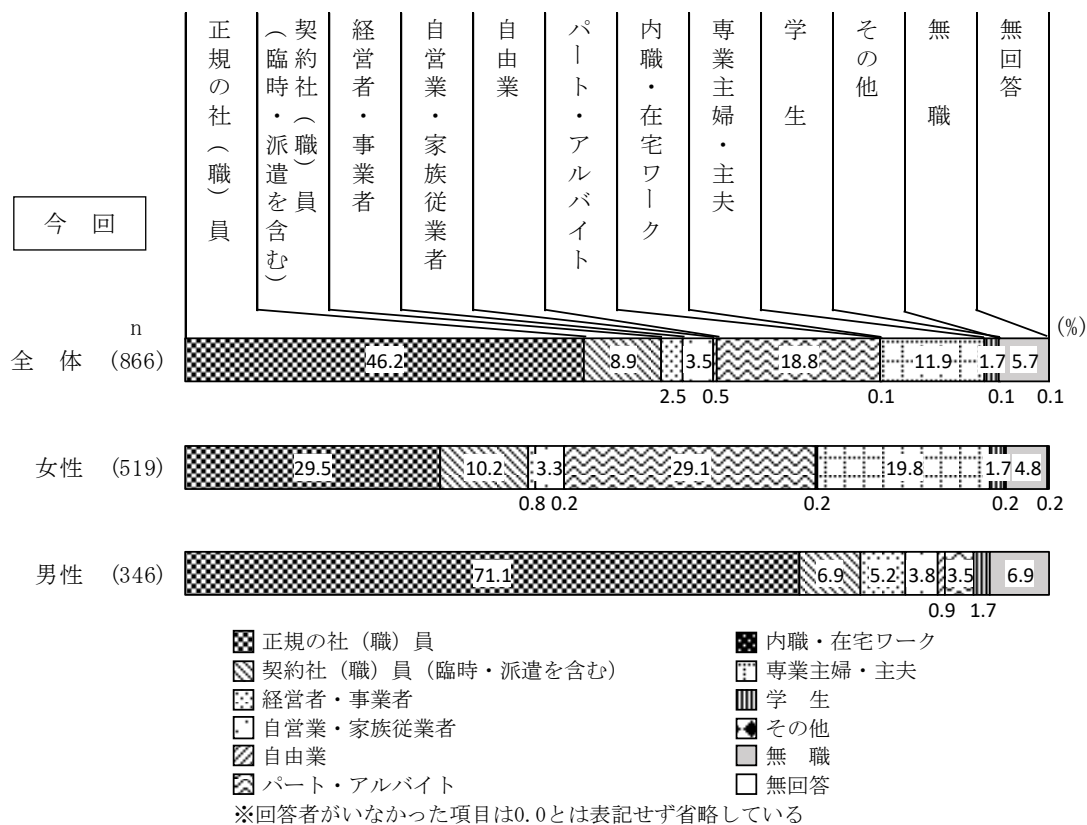 正規の社（職）員
契約社（職）員
（臨時・派遣を含む）
経営者・事業者
自営業・家族従業者
自由業
パート・アルバイト
内職・在宅ワーク
専業主婦・主夫
学　生
その他
無　職
無回答
今　回
n
(%)
全　体 (866)
46.2 8.9 3.5 18.8 11.9 1.7 5.7
2.5 0.5 0.1 0.1 0.1
女性 (519)
29.5 10.2 3.3 29.1 19.8 1.7 4.8
0.8 0.2 0.2 0.2 0.2
男性 (346)
71.1 6.9 5.2 3.8 3.5 6.9
0.9 1.7
正規の社（職）員
契約社（職）員（臨時・派遣を含む）
経営者・事業者
自営業・家族従業者
自由業
パート・アルバイト
内職・在宅ワーク
専業主婦・主夫
学　生
その他
無　職
無回答
※回答者がいなかった項目は0.0とは表記せず省略している